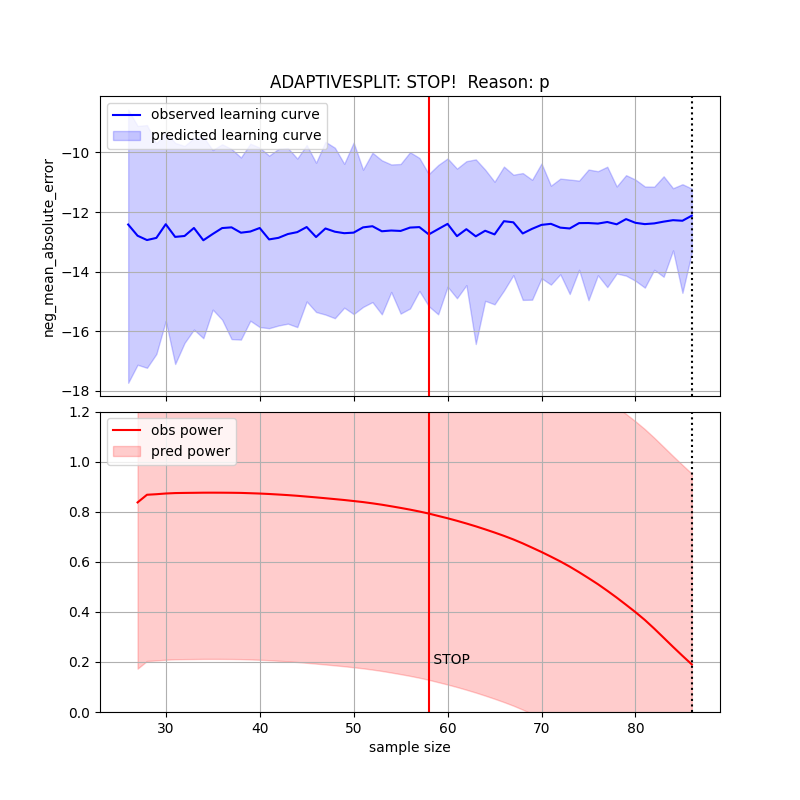 ADAPTIVESPLIT: STOP!  Reason: p
observed learning curve
predicted learning curve
neg_mean_absolute_error
−10
−12
−14
−16
−18
obs power
pred power
1.2
1.0
0.8
0.6
0.4
0.2
0.0
STOP
30
40
50
60
70
80
sample size